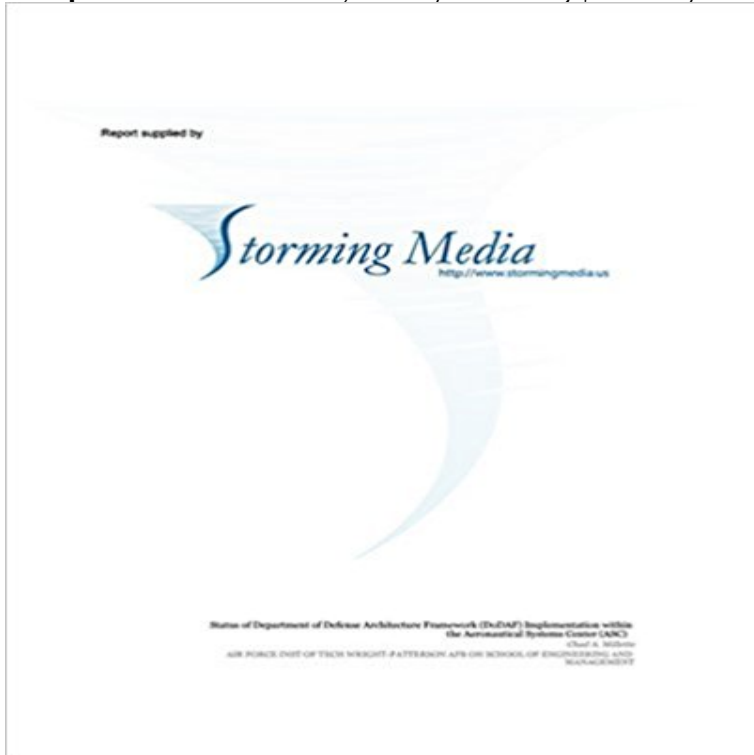 Report supplied by
Storming Media
http://www.stormingmedia.us
Status of Department of Defense Architecture Framework (DoDAF) Implementation within
the Aeronautical Systems Center (ASC)
Chad A. Millette
AIR FORCE INST OF TECH WRIGHT-PATTERSON AFB OH SCHOOL OF ENGINEERING AND
MANAGEMENT